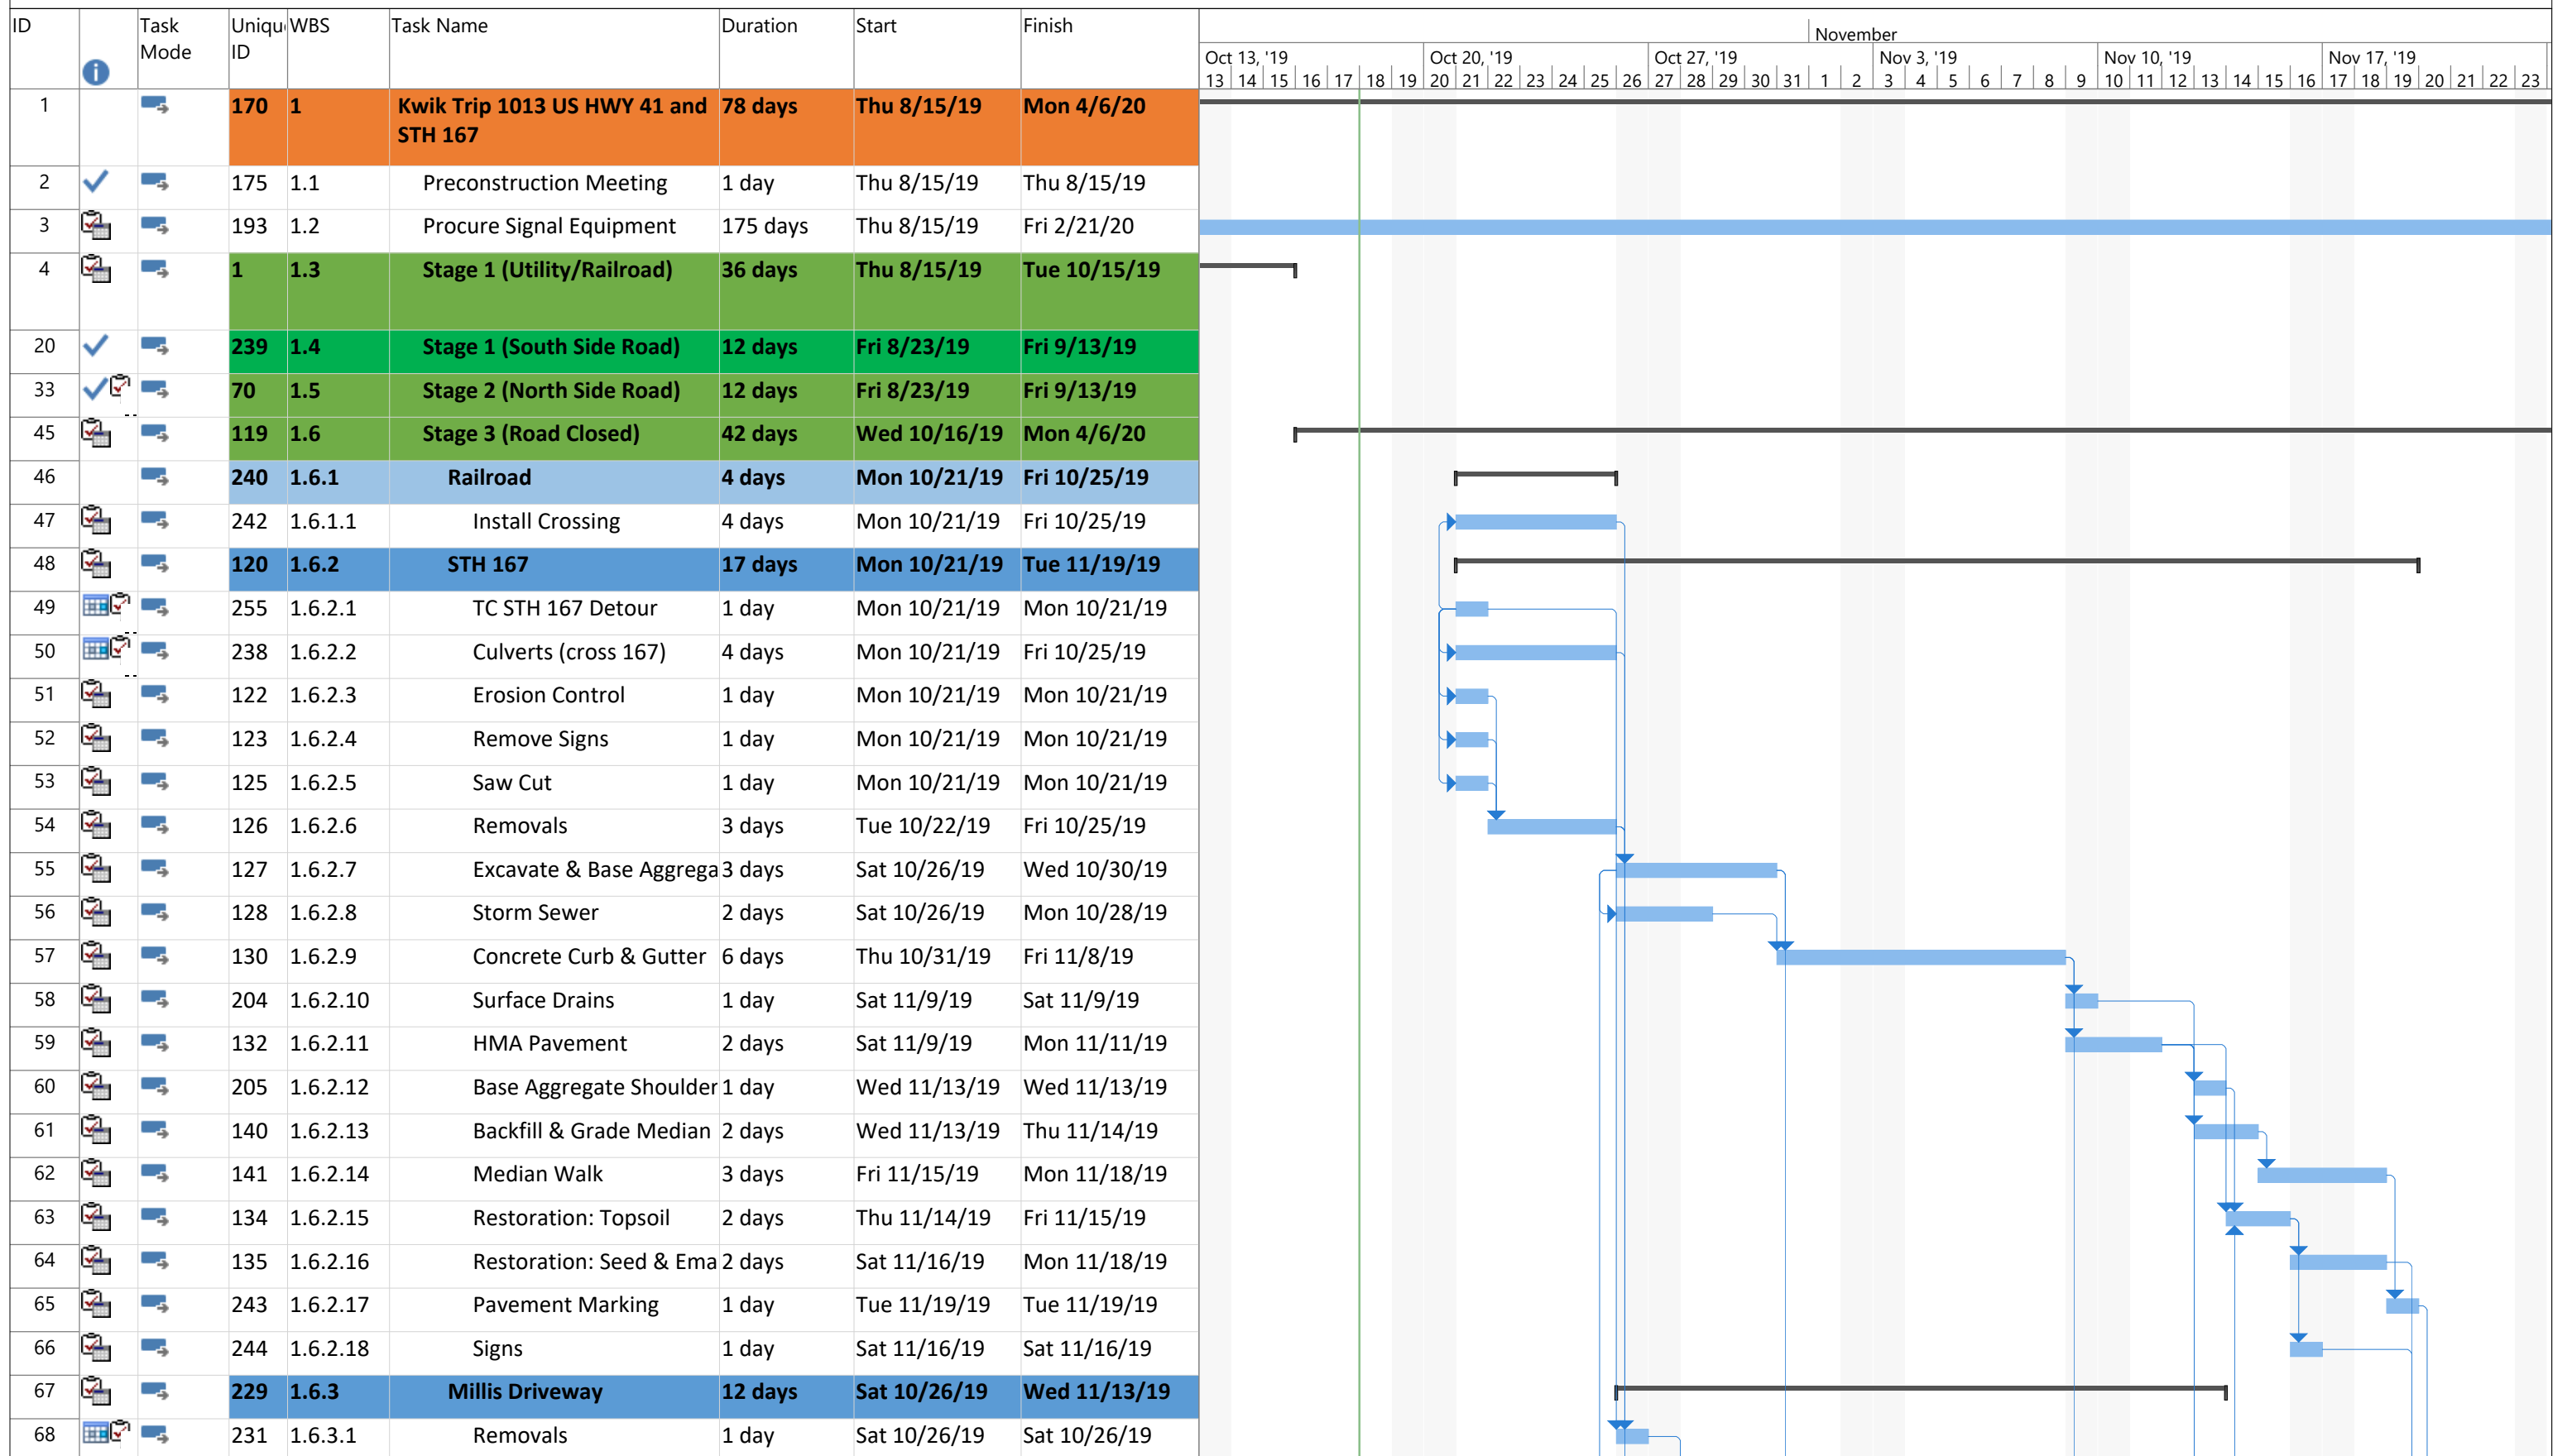 ID Task Mode Uniqu ID WBS Task Name Duration Start Finish
November
Oct 13, '19 Oct 20, '19 Oct 27, '19 Nov 3, '19 Nov 10, '19 Nov 17, '19
13 14 15 16 17 18 19 20 21 22 23 24 25 26 27 28 29 30 31 1 2 3 4 5 6 7 8 9 10 11 12 13 14 15 16 17 18 19 20 21 22 23
1 170 1 Kwik Trip 1013 US HWY 41 and STH 167 78 days Thu 8/15/19 Mon 4/6/20
2 175 1.1 Preconstruction Meeting 1 day Thu 8/15/19 Thu 8/15/19
3 193 1.2 Procure Signal Equipment 175 days Thu 8/15/19 Fri 2/21/20
4 1 1.3 Stage 1 (Utility/Railroad) 36 days Thu 8/15/19 Tue 10/15/19
20 239 1.4 Stage 1 (South Side Road) 12 days Fri 8/23/19 Fri 9/13/19
33 70 1.5 Stage 2 (North Side Road) 12 days Fri 8/23/19 Fri 9/13/19
45 119 1.6 Stage 3 (Road Closed) 42 days Wed 10/16/19 Mon 4/6/20
46 240 1.6.1 Railroad 4 days Mon 10/21/19 Fri 10/25/19
47 242 1.6.1.1 Install Crossing 4 days Mon 10/21/19 Fri 10/25/19
48 120 1.6.2 STH 167 17 days Mon 10/21/19 Tue 11/19/19
49 255 1.6.2.1 TC STH 167 Detour 1 day Mon 10/21/19 Mon 10/21/19
50 238 1.6.2.2 Culverts (cross 167) 4 days Mon 10/21/19 Fri 10/25/19
51 122 1.6.2.3 Erosion Control 1 day Mon 10/21/19 Mon 10/21/19
52 123 1.6.2.4 Remove Signs 1 day Mon 10/21/19 Mon 10/21/19
53 125 1.6.2.5 Saw Cut 1 day Mon 10/21/19 Mon 10/21/19
54 126 1.6.2.6 Removals 3 days Tue 10/22/19 Fri 10/25/19
55 127 1.6.2.7 Excavate & Base Aggrega 3 days Sat 10/26/19 Wed 10/30/19
56 128 1.6.2.8 Storm Sewer 2 days Sat 10/26/19 Mon 10/28/19
57 130 1.6.2.9 Concrete Curb & Gutter 6 days Thu 10/31/19 Fri 11/8/19
58 204 1.6.2.10 Surface Drains 1 day Sat 11/9/19 Sat 11/9/19
59 132 1.6.2.11 HMA Pavement 2 days Sat 11/9/19 Mon 11/11/19
60 205 1.6.2.12 Base Aggregate Shoulder 1 day Wed 11/13/19 Wed 11/13/19
61 140 1.6.2.13 Backfill & Grade Median 2 days Wed 11/13/19 Thu 11/14/19
62 141 1.6.2.14 Median Walk 3 days Fri 11/15/19 Mon 11/18/19
63 134 1.6.2.15 Restoration: Topsoil 2 days Thu 11/14/19 Fri 11/15/19
64 135 1.6.2.16 Restoration: Seed & Ema 2 days Sat 11/16/19 Mon 11/18/19
65 243 1.6.2.17 Pavement Marking 1 day Tue 11/19/19 Tue 11/19/19
66 244 1.6.2.18 Signs 1 day Sat 11/16/19 Sat 11/16/19
67 229 1.6.3 Millis Driveway 12 days Sat 10/26/19 Wed 11/13/19
68 231 1.6.3.1 Removals 1 day Sat 10/26/19 Sat 10/26/19